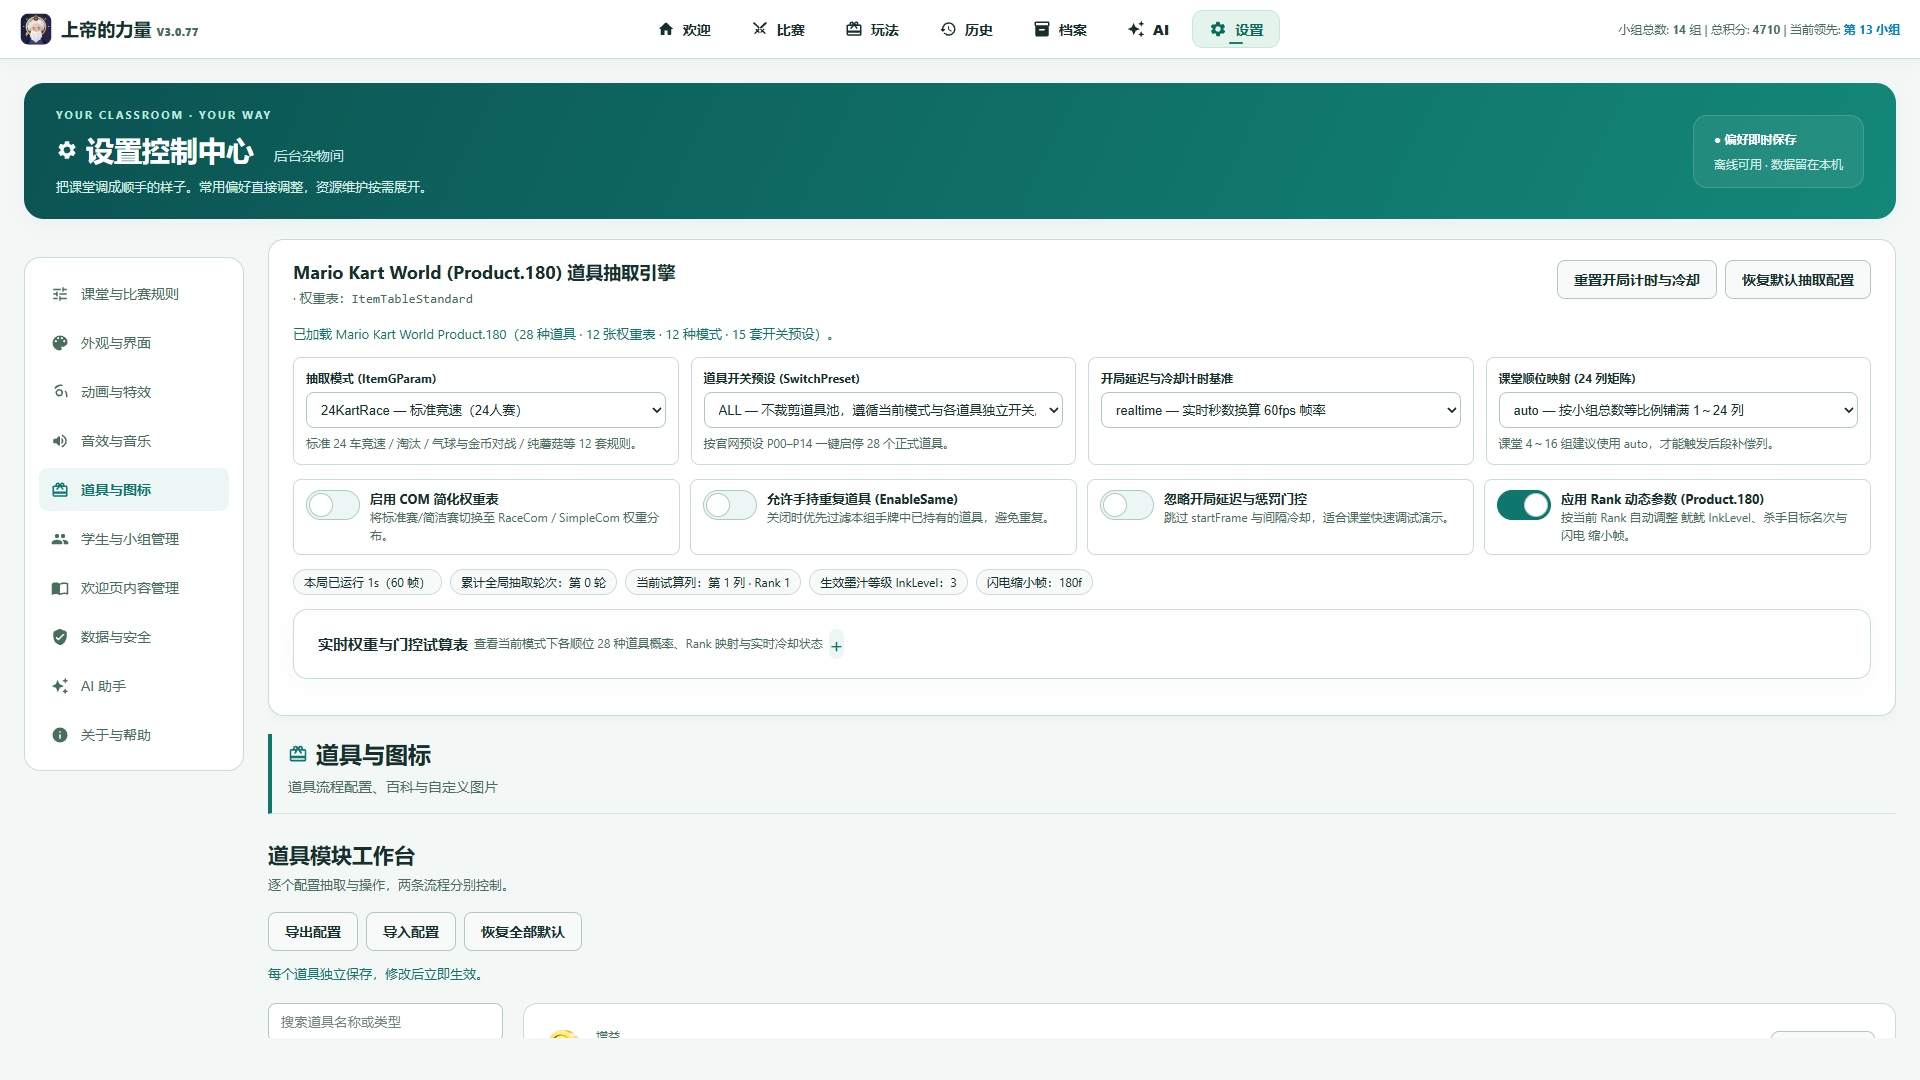 上帝的力量 V3.0.77
欢迎
比赛
玩法
历史
档案
AI
设置
小组总数: 14 组 | 总积分: 4710 | 当前领先: 第 13 小组
YOUR CLASSROOM · YOUR WAY
设置控制中心 后台杂物间
把课堂调成顺手的样子。常用偏好直接调整，资源维护按需展开。
● 偏好即时保存
离线可用 · 数据留在本机
课堂与比赛规则
外观与界面
动画与特效
音效与音乐
道具与图标
学生与小组管理
欢迎页内容管理
数据与安全
AI 助手
关于与帮助
Mario Kart World (Product.180) 道具抽取引擎
· 权重表：ItemTableStandard
重置开局计时与冷却
恢复默认抽取配置
已加载 Mario Kart World Product.180（28 种道具 · 12 张权重表 · 12 种模式 · 15 套开关预设）。
抽取模式 (ItemGParam)
24KartRace — 标准竞速（24人赛）
标准 24 车竞速 / 淘汰 / 气球与金币对战 / 纯蘑菇等 12 套规则。
道具开关预设 (SwitchPreset)
ALL — 不裁剪道具池，遵循当前模式与各道具独立开关.
按官网预设 P00–P14 一键启停 28 个正式道具。
开局延迟与冷却计时基准
realtime — 实时秒数换算 60fps 帧率
课堂顺位映射 (24 列矩阵)
auto — 按小组总数等比例铺满 1～24 列
课堂 4～16 组建议使用 auto，才能触发后段补偿列。
启用 COM 简化权重表
将标准赛/简洁赛切换至 RaceCom / SimpleCom 权重分
布。
允许手持重复道具 (EnableSame)
关闭时优先过滤本组手牌中已持有的道具，避免重复。
忽略开局延迟与惩罚门控
跳过 startFrame 与间隔冷却，适合课堂快速调试演示。
应用 Rank 动态参数 (Product.180)
按当前 Rank 自动调整 鱿鱿 InkLevel、杀手目标名次与
闪电 缩小帧。
本局已运行 1s（60 帧）
累计全局抽取轮次：第 0 轮
当前试算列：第 1 列 · Rank 1
生效墨汁等级 InkLevel：3
闪电缩小帧：180f
实时权重与门控试算表 查看当前模式下各顺位 28 种道具概率、Rank 映射与实时冷却状态 +
道具与图标
道具流程配置、百科与自定义图片
道具模块工作台
逐个配置抽取与操作，两条流程分别控制。
导出配置
导入配置
恢复全部默认
每个道具独立保存，修改后立即生效。
搜索道具名称或类型
增益